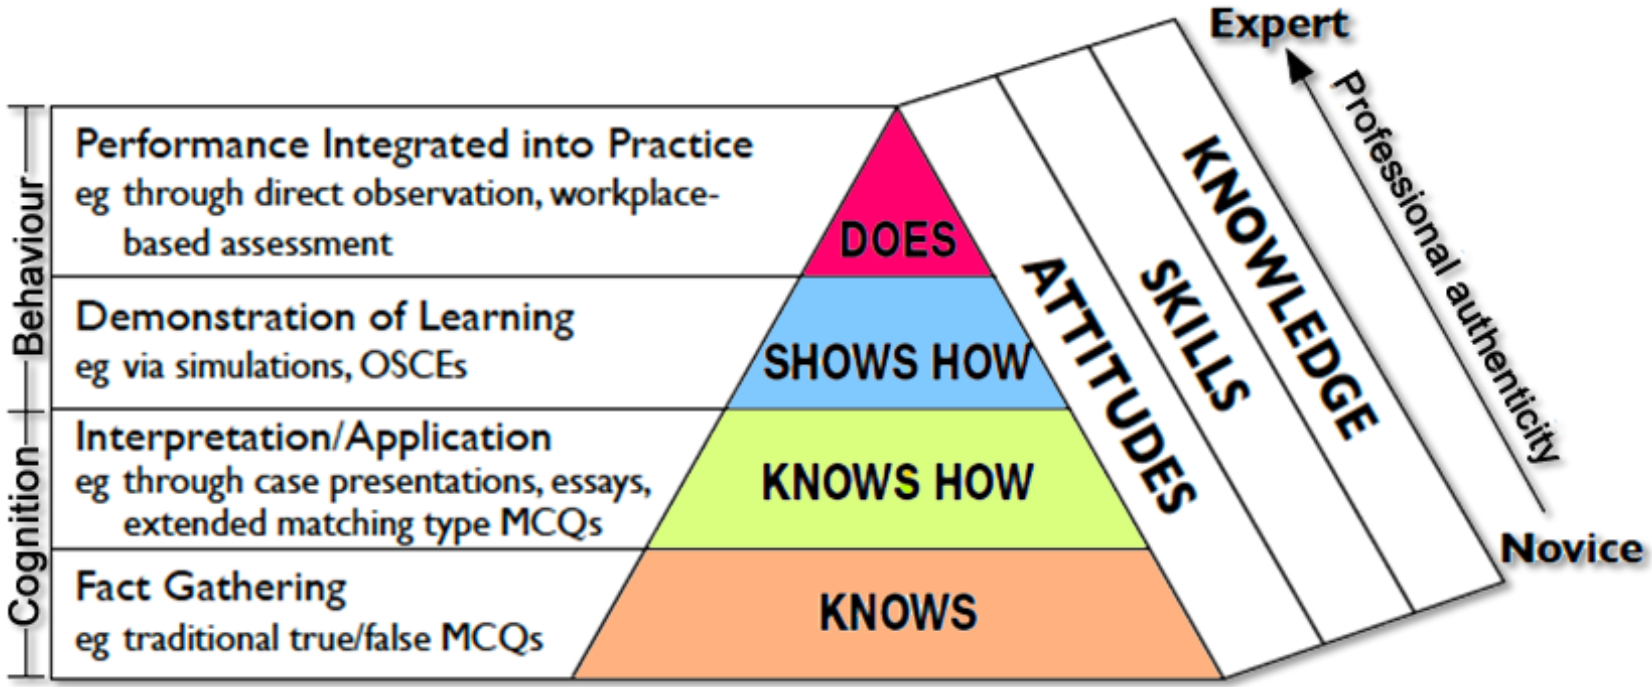 Expert
Professional authenticity
Novice
Behaviour
Cognition
Performance Integrated into Practice
eg through direct observation, workplace-
based assessment
DOES
Demonstration of Learning
eg via simulations, OSCEs
SHOWS HOW
Interpretation/Application
eg through case presentations, essays,
extended matching type MCQs
KNOWS HOW
Fact Gathering
eg traditional true/false MCQs
KNOWS
ATTITUDES
SKILLS
KNOWLEDGE